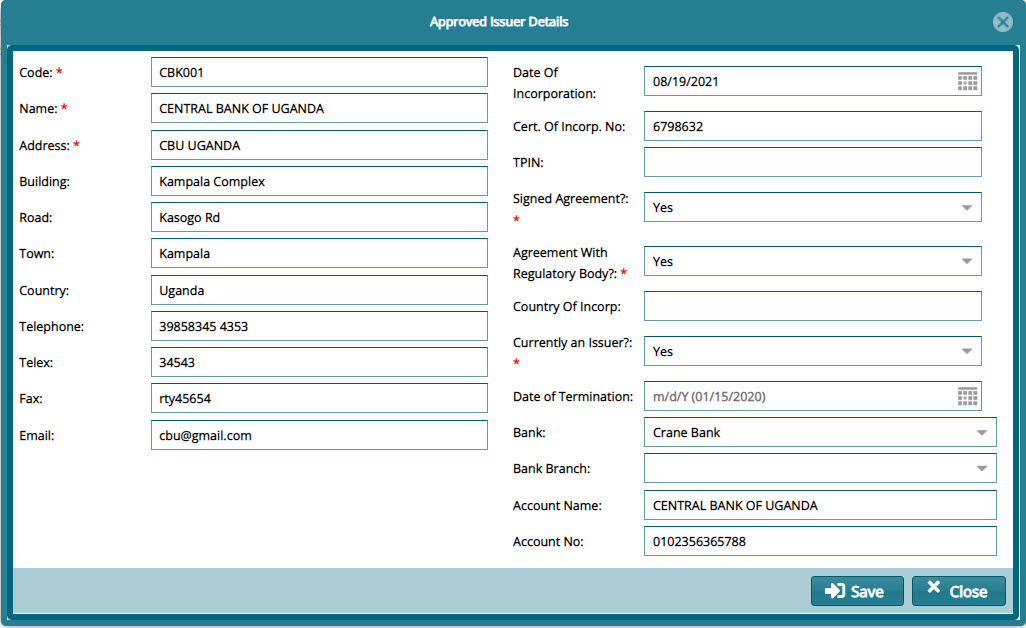 Approved Issuer Details
Code: *
CBK001
Name: *
CENTRAL BANK OF UGANDA
Address: *
CBU UGANDA
Building:
Kampala Complex
Road:
Kasogo Rd
Town:
Kampala
Country:
Uganda
Telephone:
39858345 4353
Telex:
34543
Fax:
rty45654
Email:
cbu@gmail.com
Date Of
Incorporation:
08/19/2021
Cert. Of Incorp. No:
6798632
TPIN:
Signed Agreement?:
*
Yes
Agreement With
Regulatory Body?: *
Yes
Country Of Incorp:
Currently an Issuer?:
*
Yes
Date of Termination:
m/d/Y (01/15/2020)
Bank:
Crane Bank
Bank Branch:
Account Name:
CENTRAL BANK OF UGANDA
Account No:
0102356365788
Save
Close